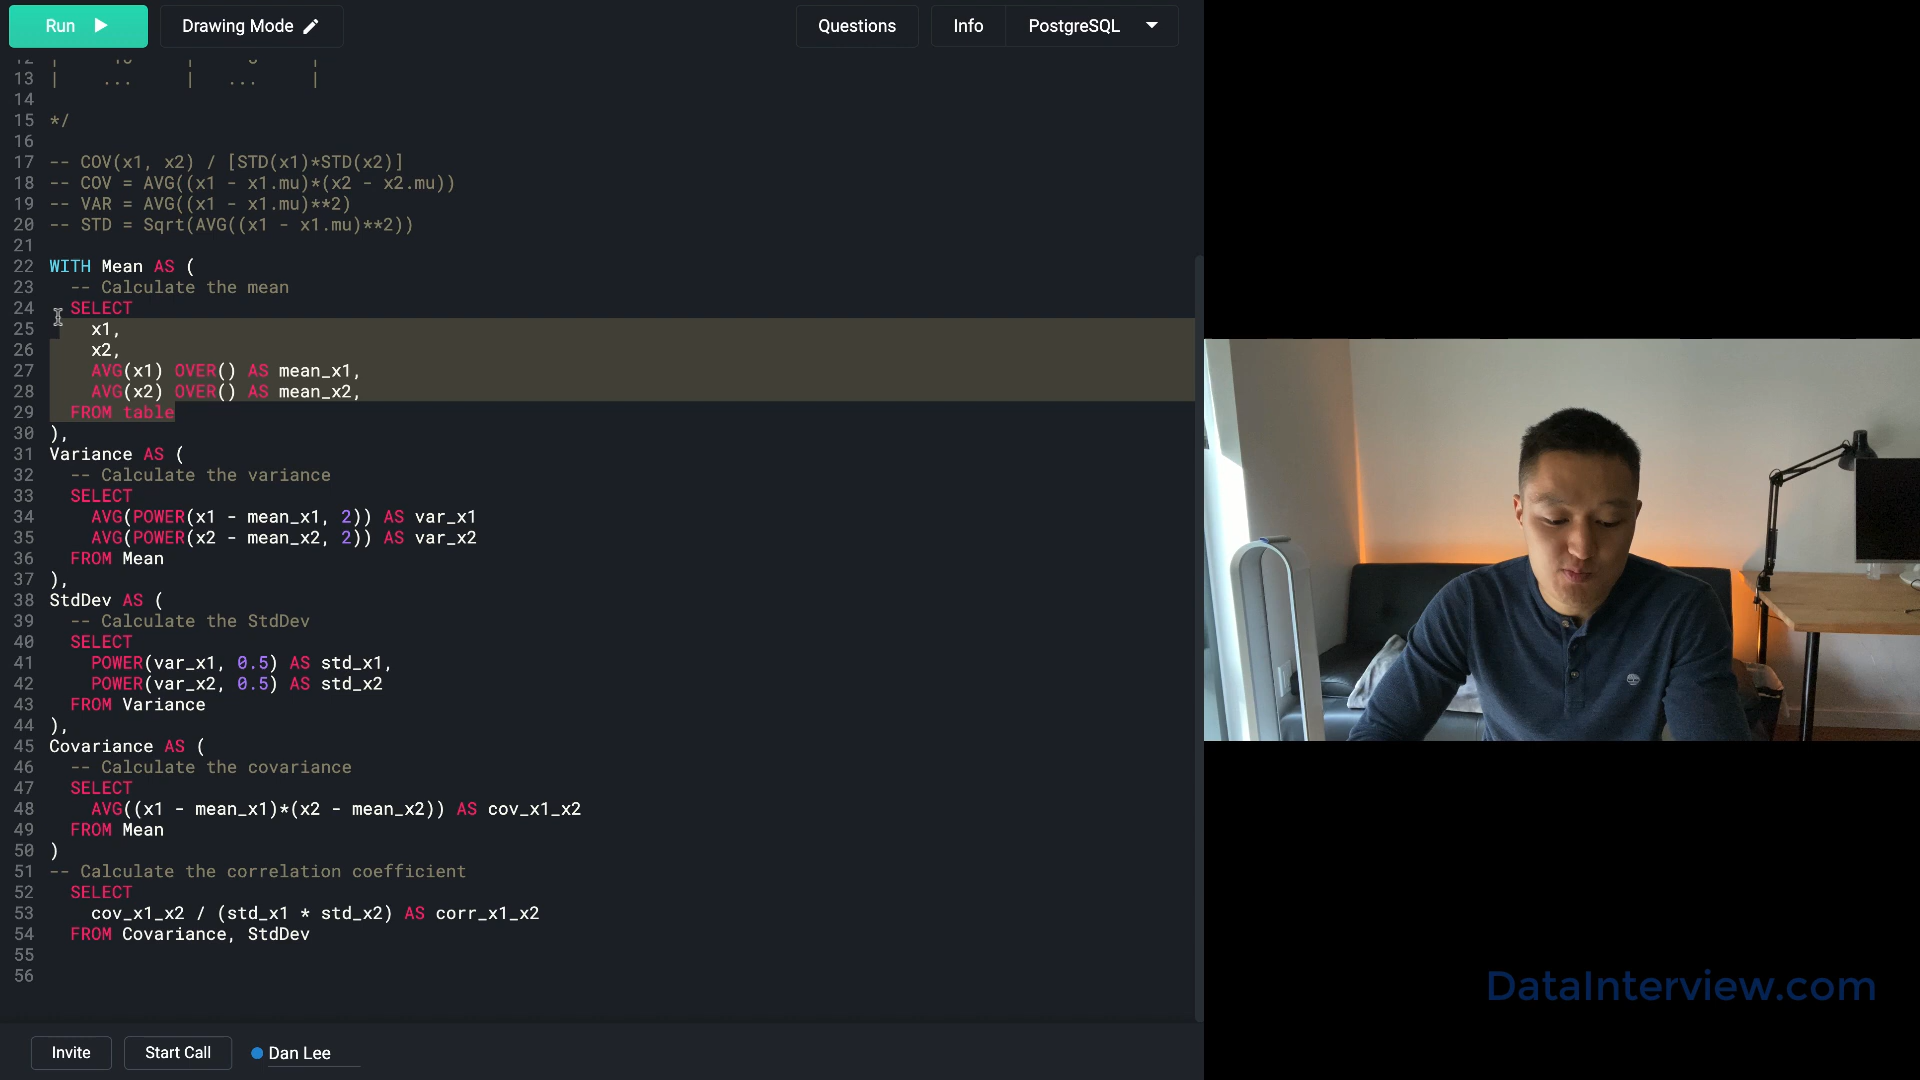 Run
Drawing Mode
Questions
Info
PostgreSQL
12 | |
13 | ... | ... |
14
15 */
16
17 -- COV(x1, x2) / [STD(x1)*STD(x2)]
18 -- COV = AVG((x1 - x1.mu)*(x2 - x2.mu))
19 -- VAR = AVG((x1 - x1.mu)**2)
20 -- STD = Sqrt(AVG((x1 - x1.mu)**2))
21
22 WITH Mean AS (
23 -- Calculate the mean
24 SELECT
25 x1,
26 x2,
27 AVG(x1) OVER() AS mean_x1,
28 AVG(x2) OVER() AS mean_x2,
29 FROM table
30 ),
31 Variance AS (
32 -- Calculate the variance
33 SELECT
34 AVG(POWER(x1 - mean_x1, 2)) AS var_x1
35 AVG(POWER(x2 - mean_x2, 2)) AS var_x2
36 FROM Mean
37 ),
38 StdDev AS (
39 -- Calculate the StdDev
40 SELECT
41 POWER(var_x1, 0.5) AS std_x1,
42 POWER(var_x2, 0.5) AS std_x2
43 FROM Variance
44 ),
45 Covariance AS (
46 -- Calculate the covariance
47 SELECT
48 AVG((x1 - mean_x1)*(x2 - mean_x2)) AS cov_x1_x2
49 FROM Mean
50 )
51 -- Calculate the correlation coefficient
52 SELECT
53 cov_x1_x2 / (std_x1 * std_x2) AS corr_x1_x2
54 FROM Covariance, StdDev
55
56
DataInterview.com
Invite
Start Call
Dan Lee